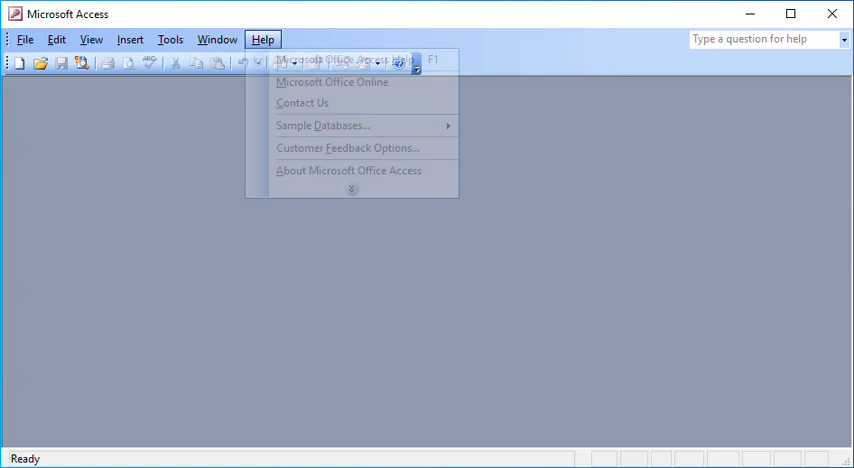 Microsoft Access
File Edit View Insert Tools Window Help
Type a question for help
Microsoft Office Access Help F1
Microsoft Office Online
Contact Us
Sample Databases...
Customer Feedback Options...
About Microsoft Office Access
Ready